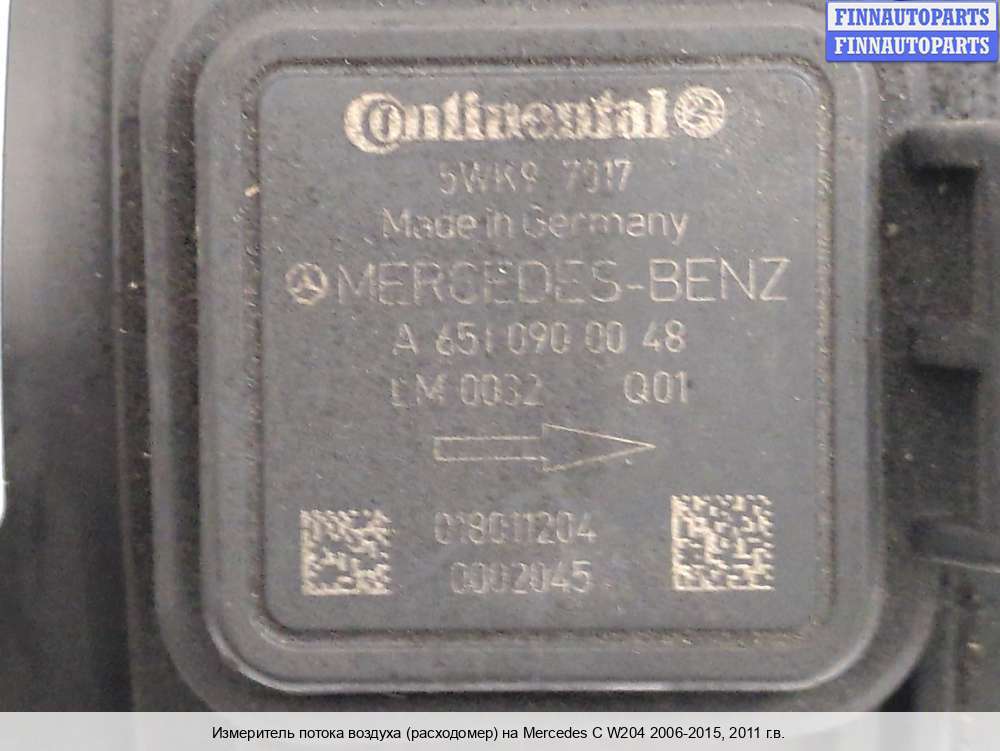 FINNAUTOPARTS
FINNAUTOPARTS
Continental
5WK9 7017
Made in Germany
MERCEDES-BENZ
A 651 090 00 48
LM 0032 Q01
018011204
0002045
Измеритель потока воздуха (расходомер) на Mercedes C W204 2006-2015, 2011 г.в.